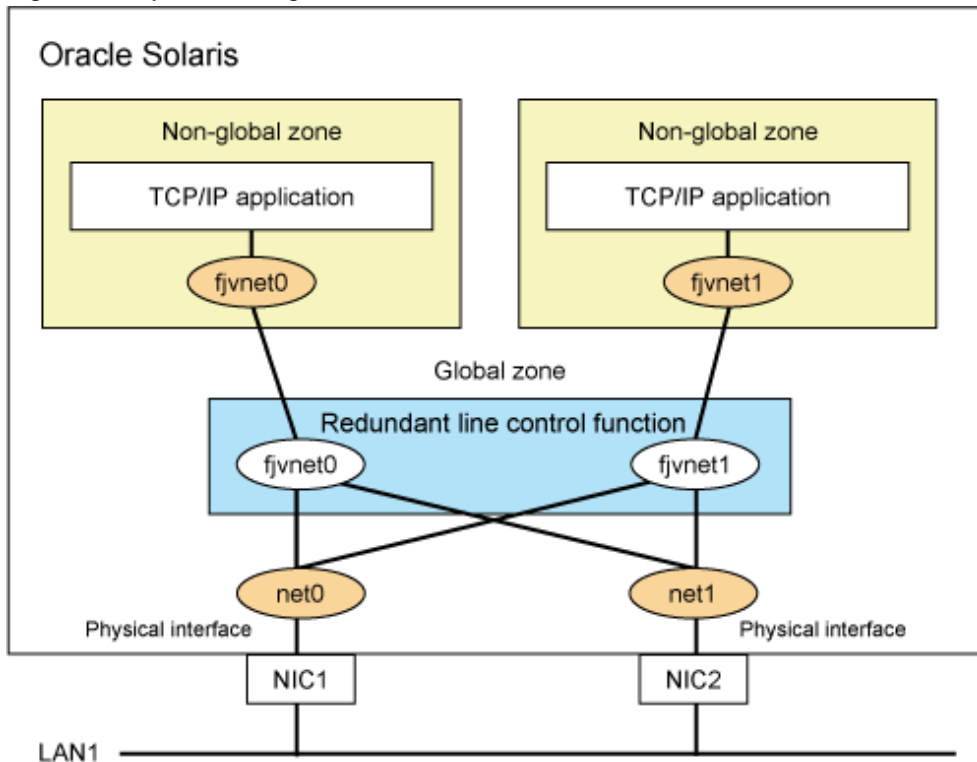 Oracle Solaris
Non-global zone
Non-global zone
TCP/IP application
TCP/IP application
fjvnet0
fjvnet1
Global zone
Redundant line control function
fjvnet0
fjvnet1
net0
net1
Physical interface
Physical interface
NIC1
NIC2
LAN1